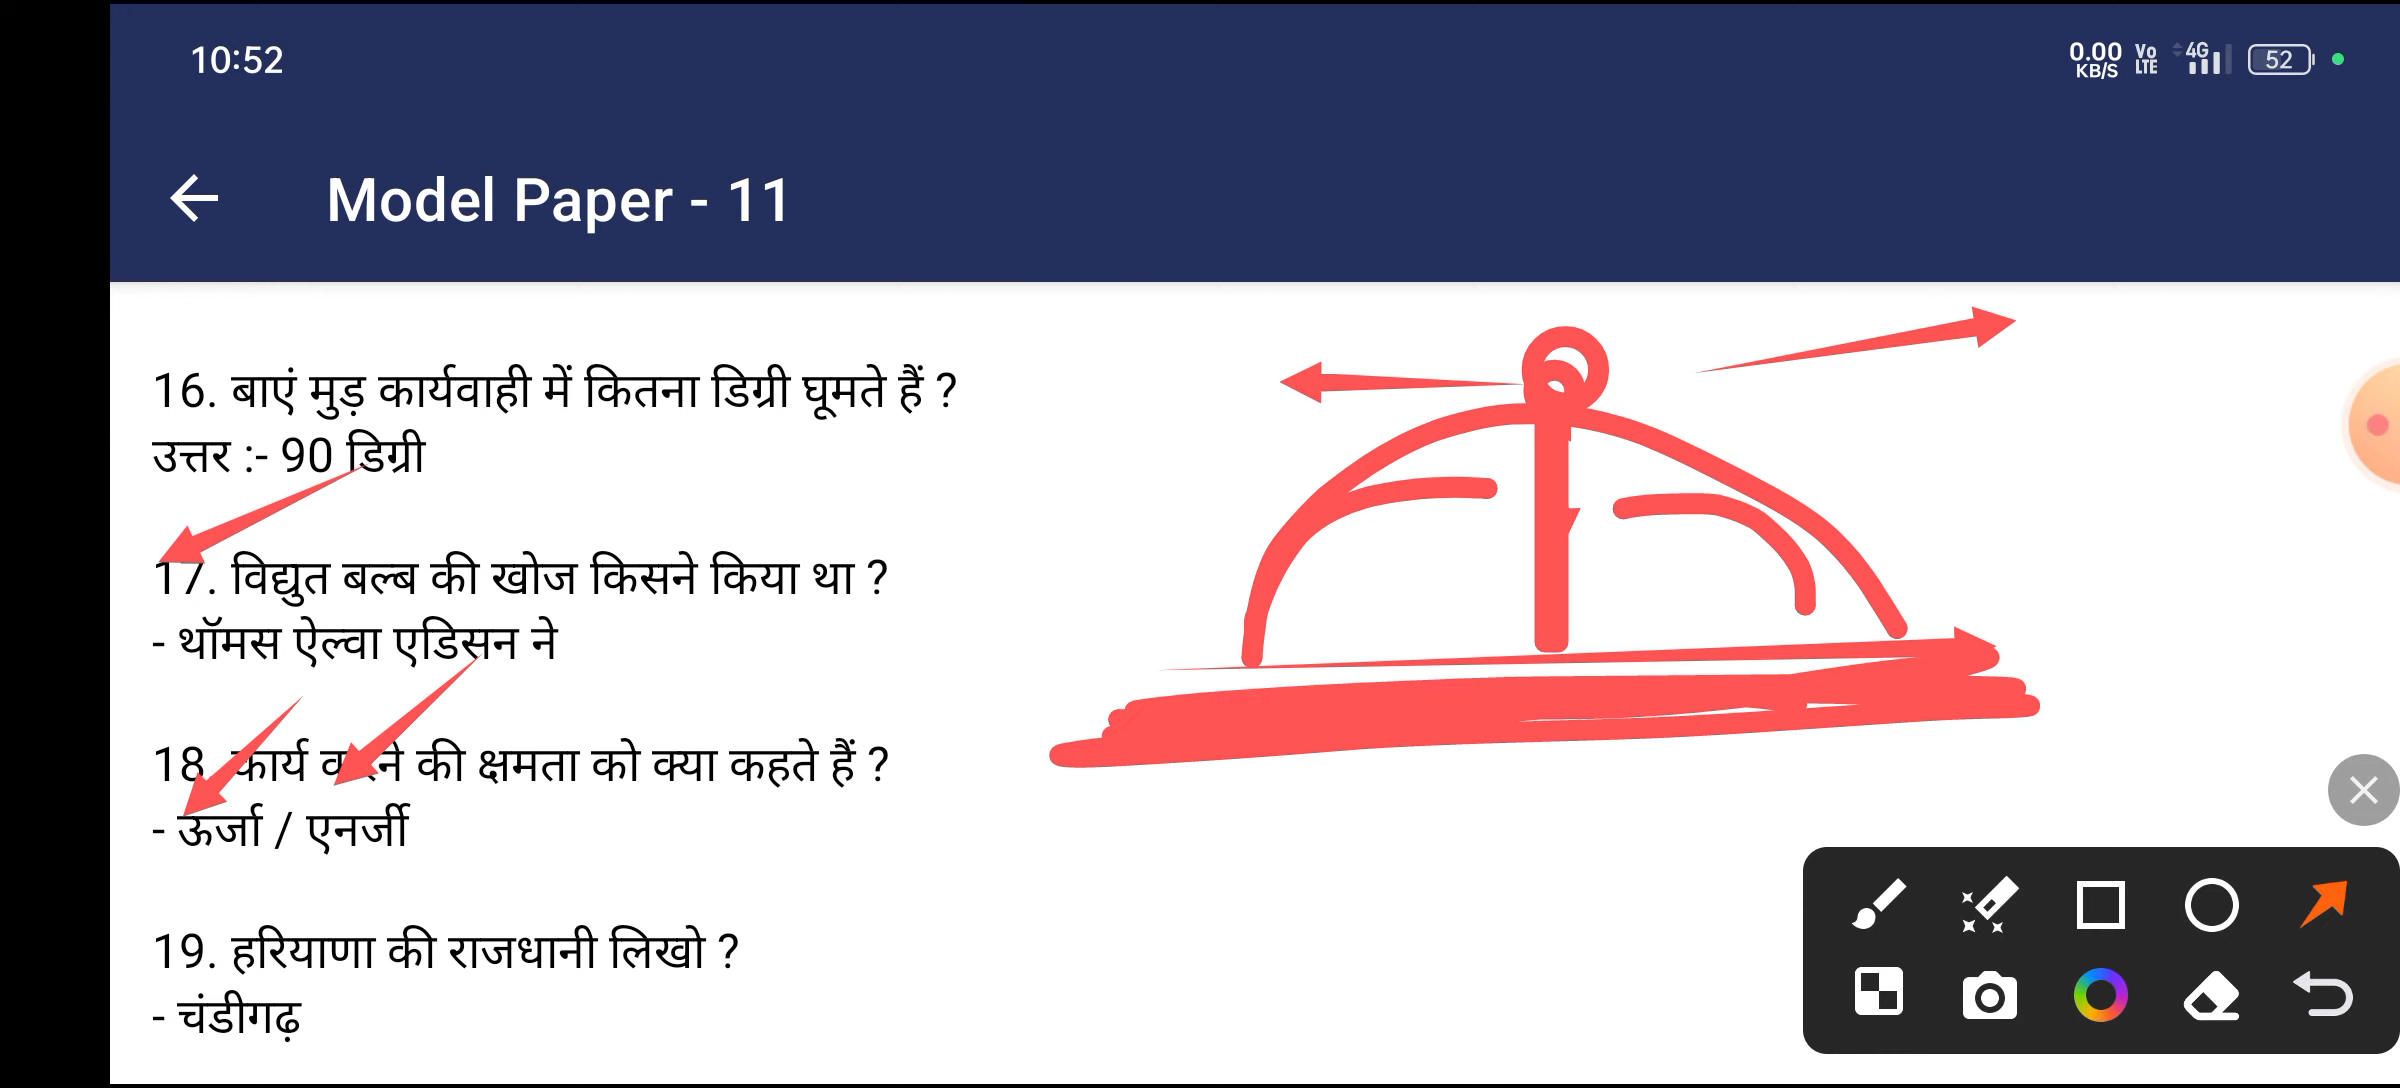 10:52
0.00 KB/S Vo LTE 4G 52
Model Paper - 11
16. बाएं मुड़ कार्यवाही में कितना डिग्री घूमते हैं ?
उत्तर :- 90 डिग्री
17. विद्युत बल्ब की खोज किसने किया था ?
- थॉमस ऐल्वा एडिसन ने
18. कार्य करने की क्षमता को क्या कहते हैं ?
- ऊर्जा / एनर्जी
19. हरियाणा की राजधानी लिखो ?
- चंडीगढ़